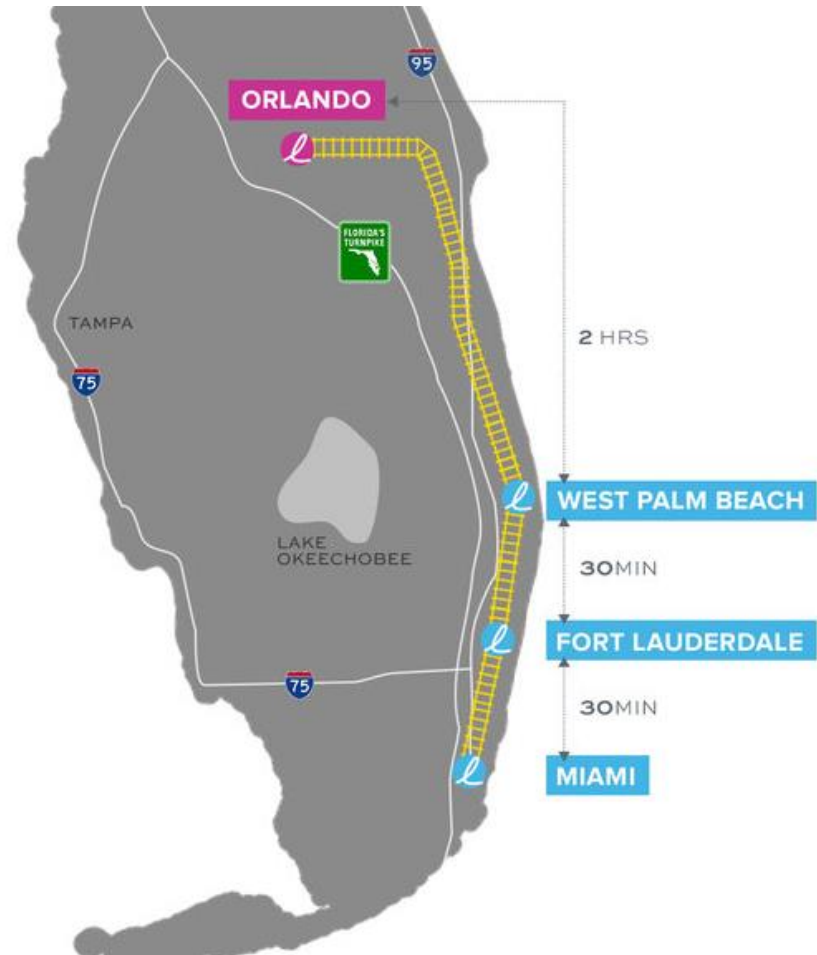 95
ORLANDO
FLORIDA'S
TURNPIKE
TAMPA
2 HRS
75
WEST PALM BEACH
LAKE
OKEECHOBEE
30MIN
FORT LAUDERDALE
75
30MIN
MIAMI